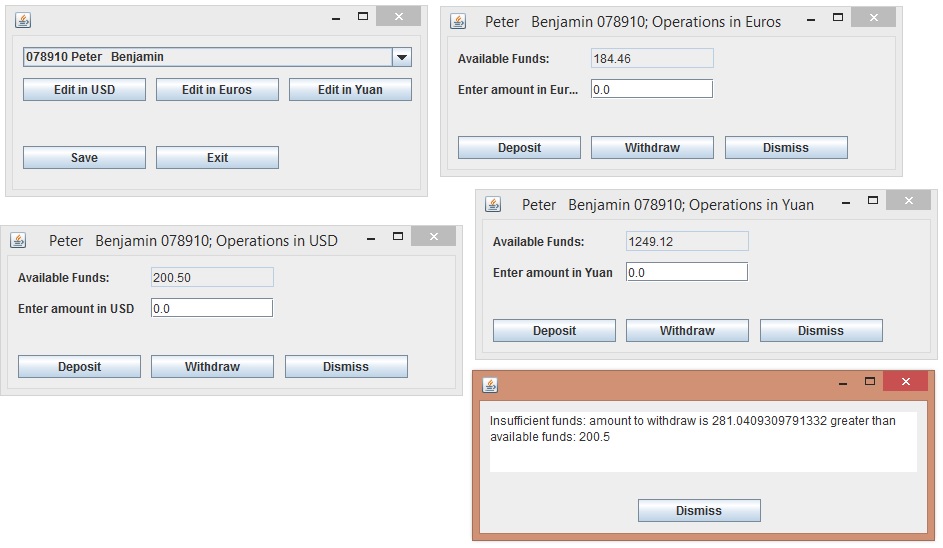 078910 Peter   Benjamin
Edit in USD   Edit in Euros   Edit in Yuan
Save   Exit
Peter   Benjamin 078910; Operations in Euros
Available Funds:   184.46
Enter amount in Eur...   0.0
Deposit   Withdraw   Dismiss
Peter   Benjamin 078910; Operations in Yuan
Available Funds:   1249.12
Enter amount in Yuan   0.0
Deposit   Withdraw   Dismiss
Peter   Benjamin 078910; Operations in USD
Available Funds:   200.50
Enter amount in USD   0.0
Deposit   Withdraw   Dismiss
Insufficient funds: amount to withdraw is 281.0409309791332 greater than
available funds: 200.5
Dismiss